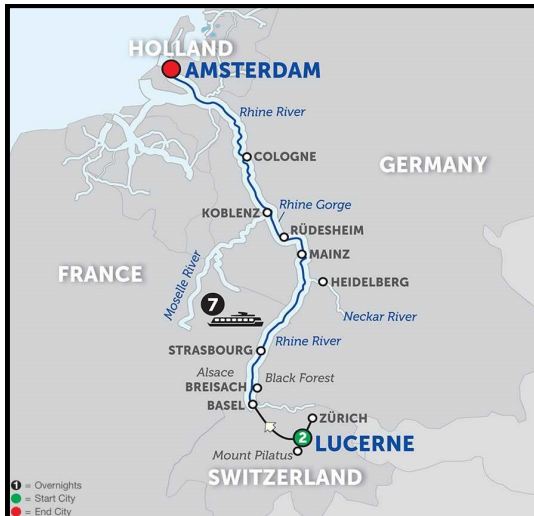 HOLLAND
AMSTERDAM
Rhine River
COLOGNE
GERMANY
KOBLENZ
Rhine Gorge
RÜDESHEIM
MAINZ
FRANCE
Moselle River
HEIDELBERG
7
Neckar River
STRASBOURG
Rhine River
Alsace
Black Forest
BREISACH
BASEL
ZÜRICH
2
LUCERNE
Mount Pilatus
SWITZERLAND
1 = Overnights
= Start City
= End City